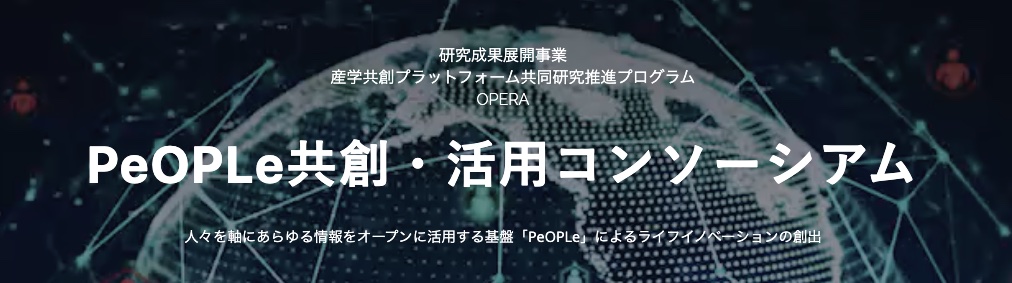 研究成果展開事業
産学共創プラットフォーム共同研究推進プログラム
OPERA
PeOPLe共創・活用コンソーシアム
人々を軸にあらゆる情報をオープンに活用する基盤「PeOPLe」によるライフイノベーションの創出